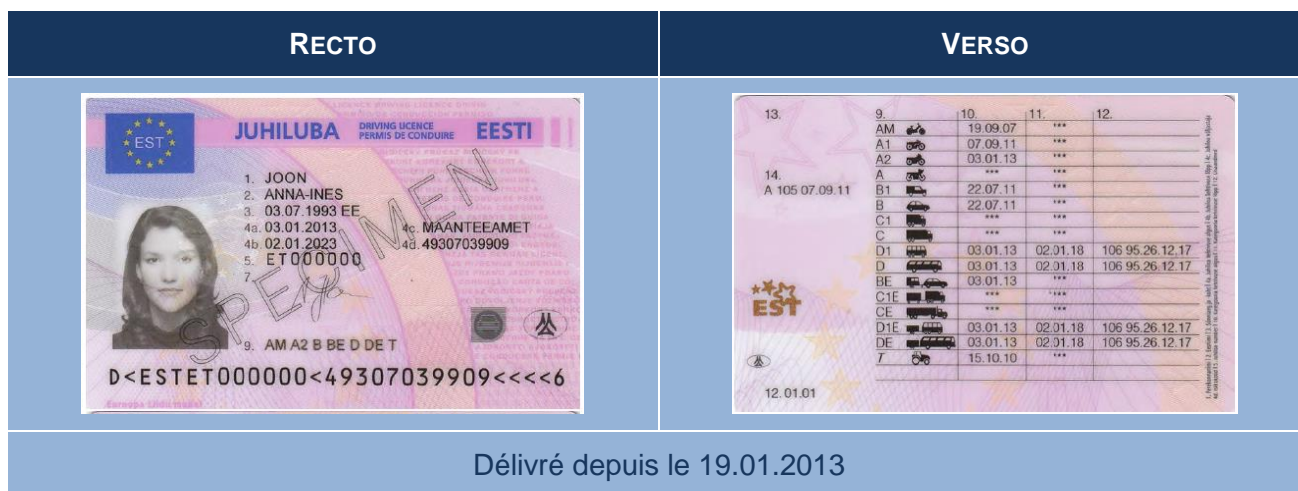 RECTO
VERSO
EST
JUHILUBA
DRIVING LICENCE
PERMIS DE CONDUIRE
EESTI
1. JOON
2. ANNA-INES
3. 03.07.1993 EE
4a. 03.01.2013 4c. MAANTEEAMET
4b. 02.01.2023 4d. 49307039909
5. ET000000
7.
SPECIMEN
9. AM A2 B BE D DE T
D<ESTET000000<49307039909<<<<6
13.
14.
A 105 07.09.11
EST
12.01.01
9. 10. 11. 12.
AM 19.09.07 ***
A1 07.09.11 ***
A2 03.01.13 ***
A *** ***
B1 22.07.11 ***
B 22.07.11 ***
C1 *** ***
C *** ***
D1 03.01.13 02.01.18 106 95.26.12.17
D 03.01.13 02.01.18 106 95.26.12.17
BE 03.01.13 ***
C1E *** ***
CE *** ***
D1E 03.01.13 02.01.18 106 95.26.12.17
DE 03.01.13 02.01.18 106 95.26.12.17
T 15.10.10 ***
Délivré depuis le 19.01.2013